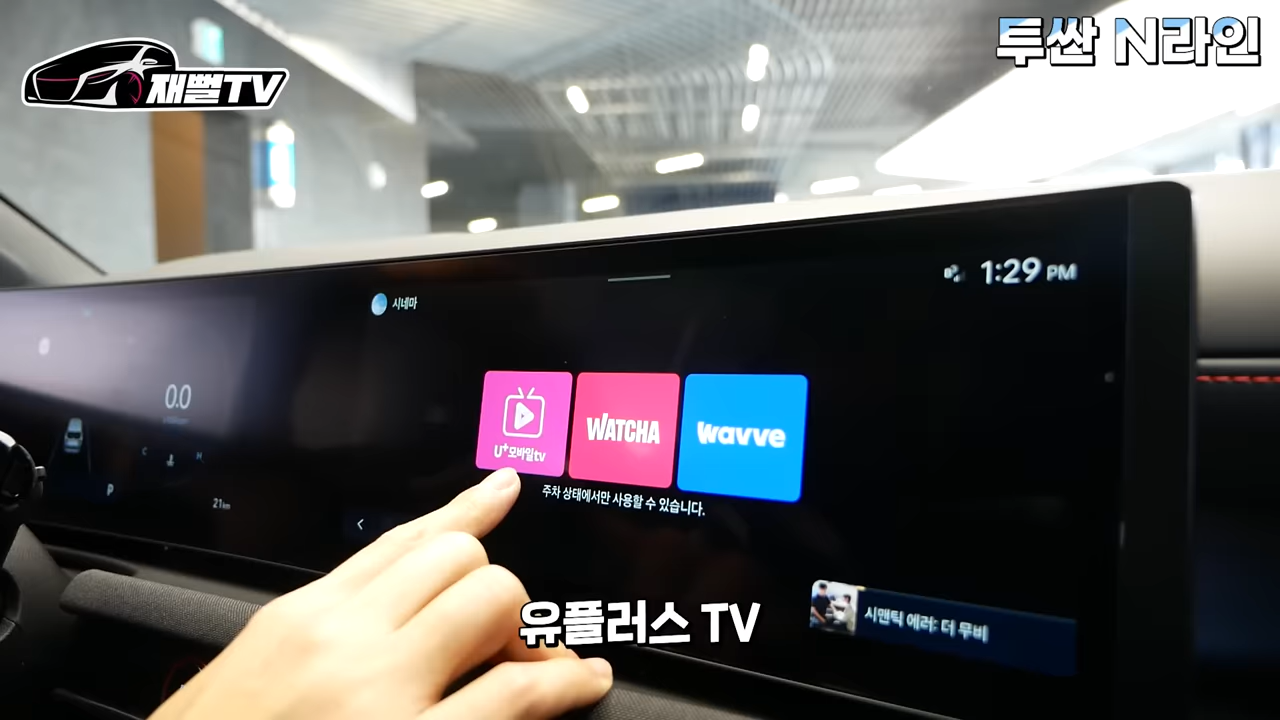 재뻘TV
투싼 N라인
1:29 PM
시네마
0
0.0
U+모바일tv
WATCHA
wavve
주차 상태에서만 사용할 수 있습니다.
C
H
P
21km
시맨틱 에러: 더 무비
유플러스 TV